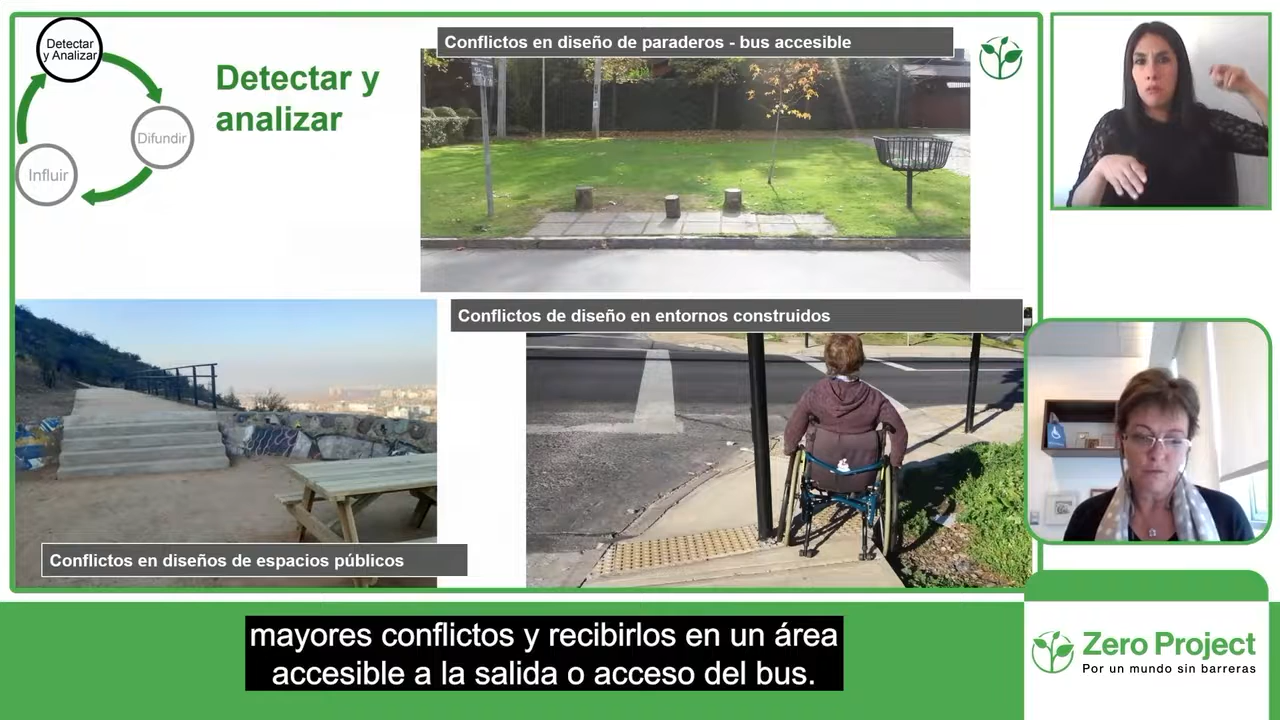 Detectar
y Analizar
Difundir
Influir
Detectar y
analizar
Conflictos en diseño de paraderos - bus accesible
Conflictos de diseño en entornos construidos
Conflictos en diseños de espacios públicos
mayores conflictos y recibirlos en un área
accesible a la salida o acceso del bus.
Zero Project
Por un mundo sin barreras